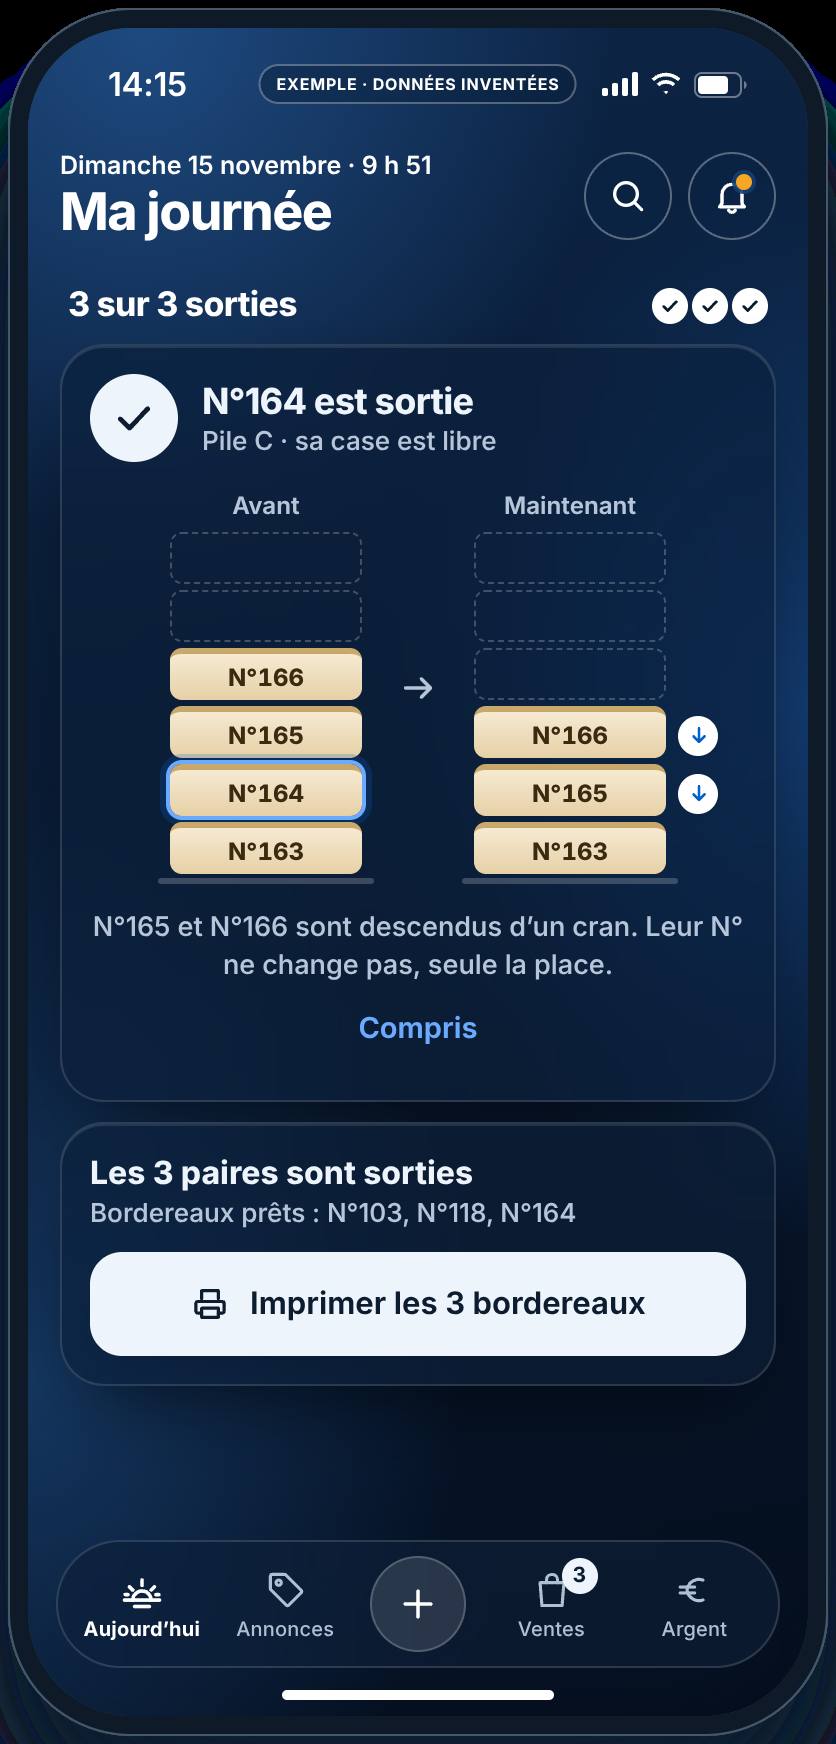 14:15
EXEMPLE · DONNÉES INVENTÉES
Dimanche 15 novembre · 9 h 51
Ma journée
3 sur 3 sorties
N°164 est sortie
Pile C · sa case est libre
Avant
Maintenant
N°166
N°165
N°164
N°163
N°166
N°165
N°163
N°165 et N°166 sont descendus d’un cran. Leur N°
ne change pas, seule la place.
Compris
Les 3 paires sont sorties
Bordereaux prêts : N°103, N°118, N°164
Imprimer les 3 bordereaux
3
Aujourd’hui
Annonces
Ventes
Argent